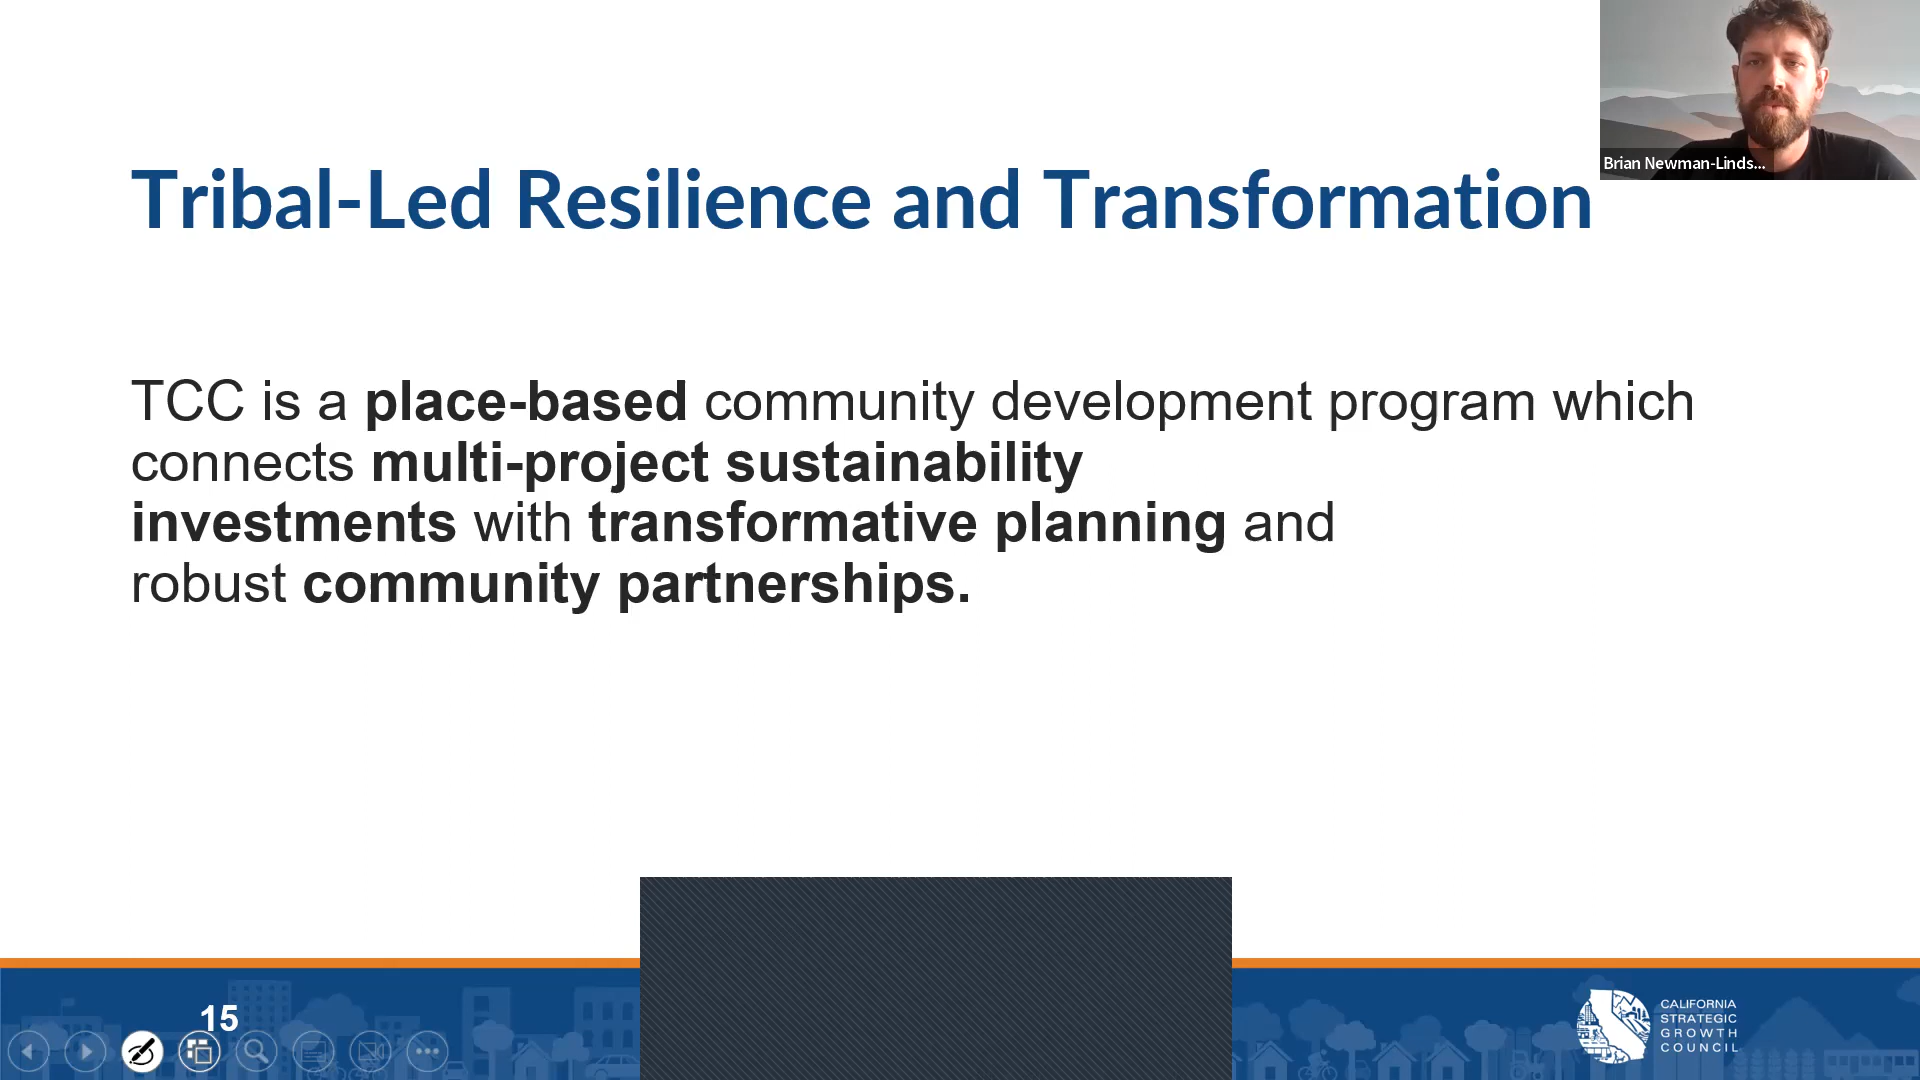 Brian Newman-Linds...
Tribal-Led Resilience and Transformation
TCC is a place-based community development program which
connects multi-project sustainability
investments with transformative planning and
robust community partnerships.
15
CALIFORNIA
STRATEGIC
GROWTH
COUNCIL